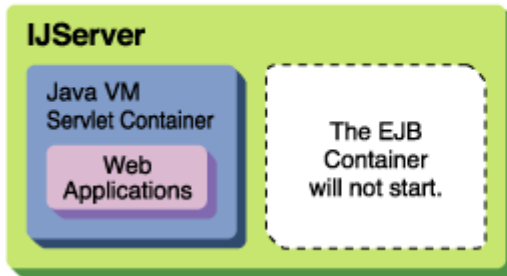 IJServer
Java VM
Servlet Container
Web
Applications
The EJB
Container
will not start.